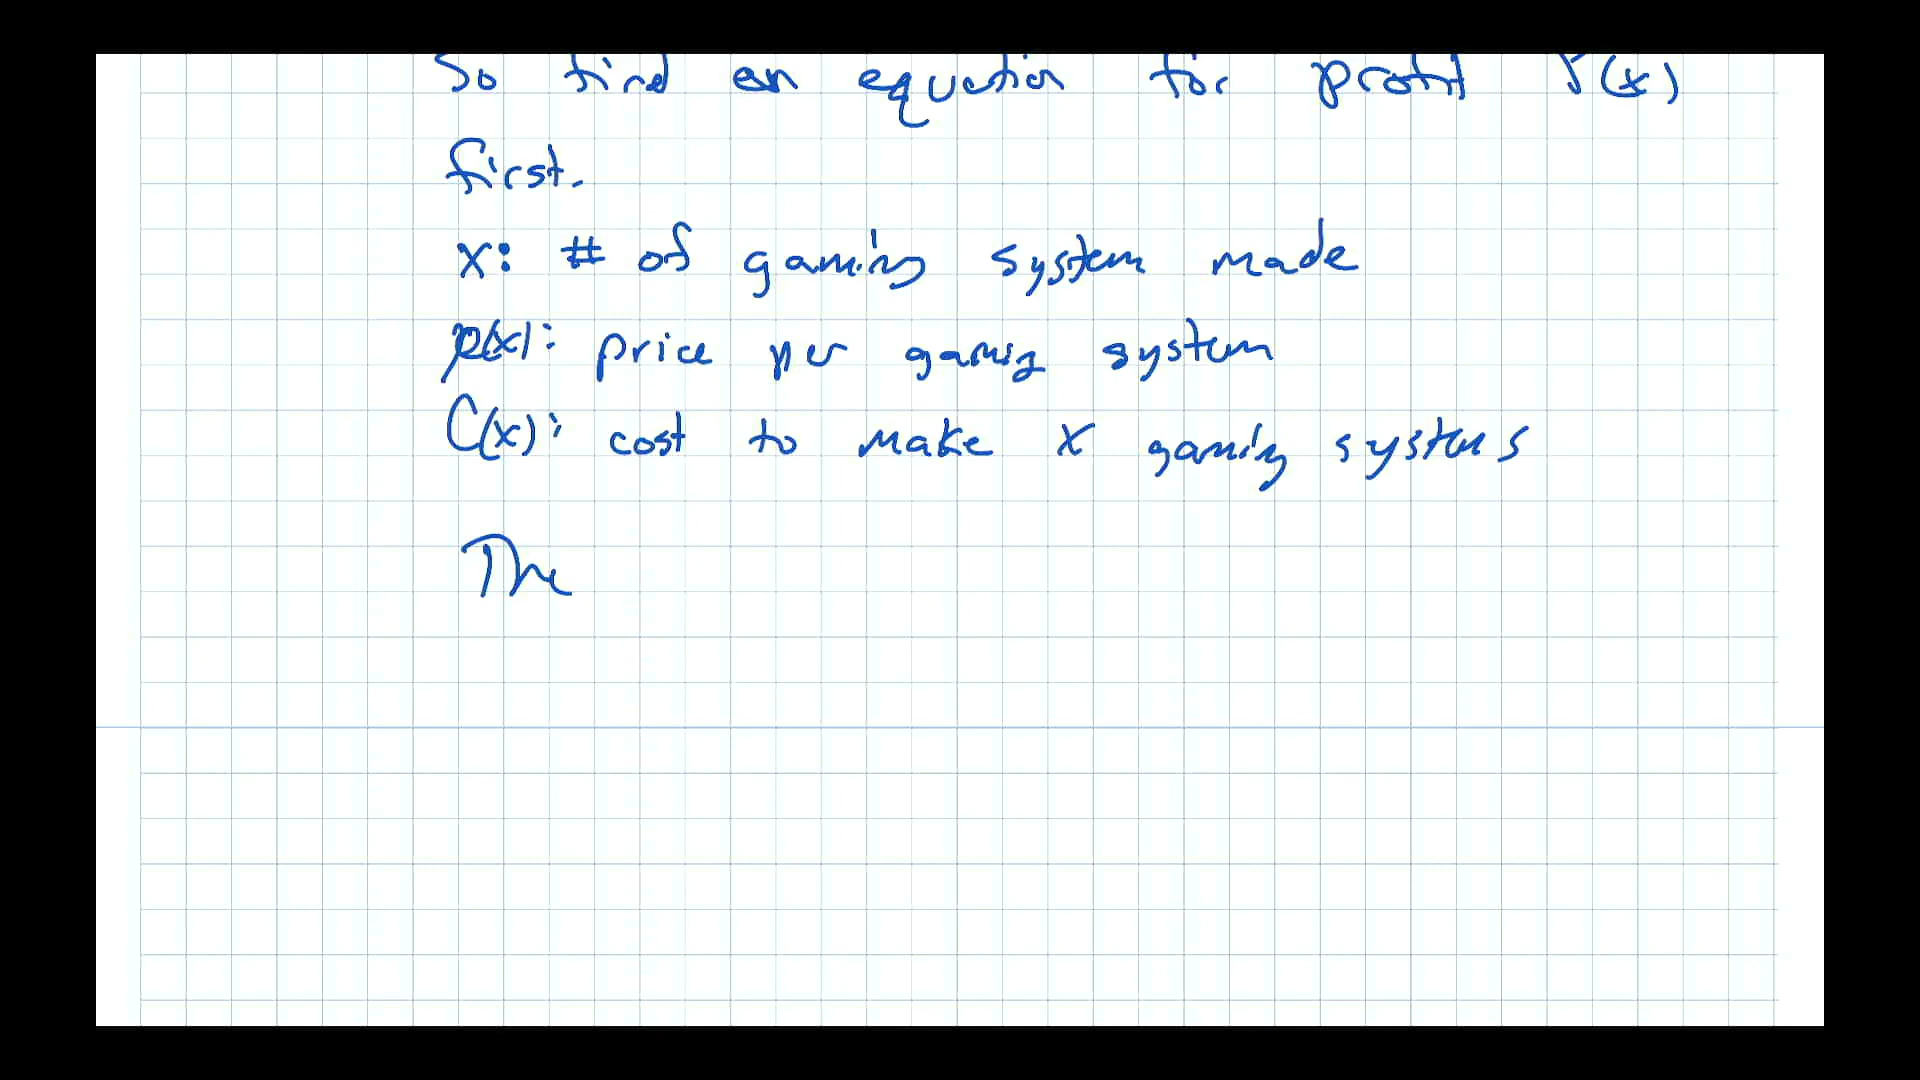 So find an equation for profit P(x)
first.
x: # of gaming system made
p(x): price per gaming system
C(x): cost to make x gaming systems
The